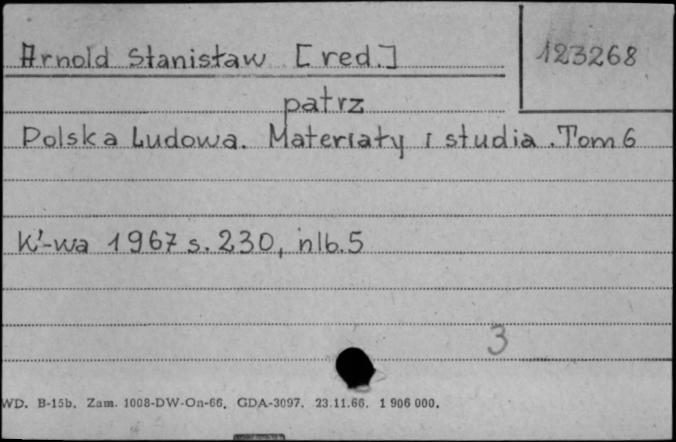 Arnold Stanisław [red.]
123268
patrz
Polska Ludowa. Materiały i studia. Tom 6
K'-wa 1967 s. 230, nlb. 5
3
WD. B-15b. Zam. 1008-DW-On-66. GDA-3097. 23.11.66. 1 906 000.